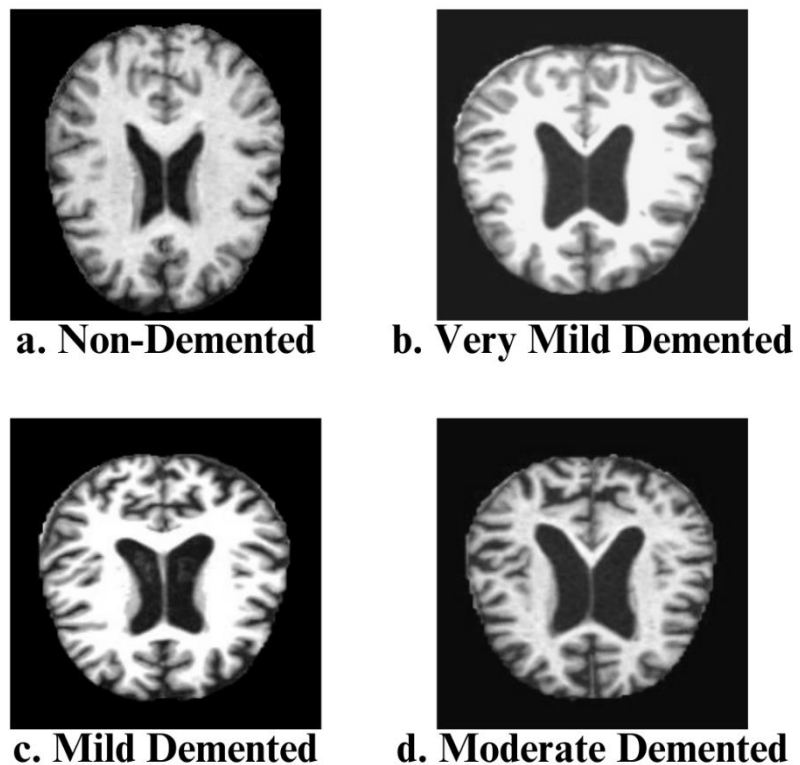 a. Non-Demented
b. Very Mild Demented
c. Mild Demented
d. Moderate Demented